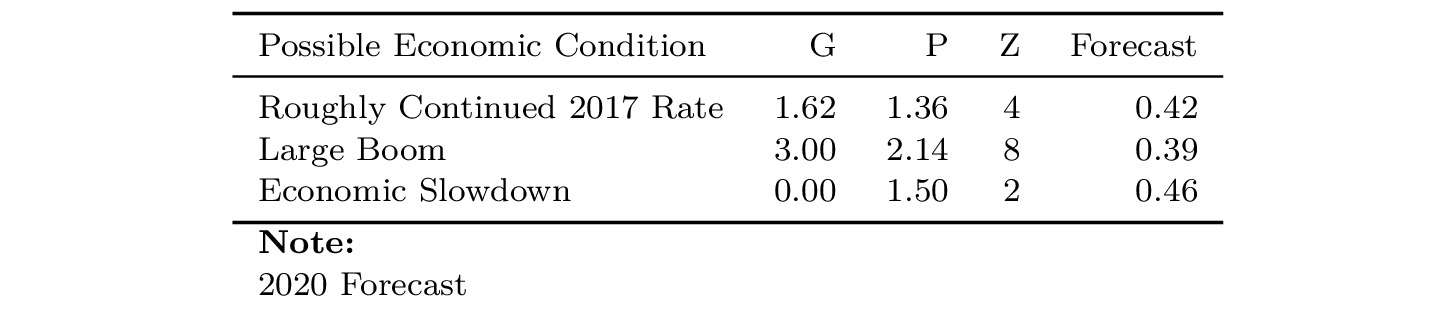 Possible Economic Condition G P Z Forecast
Roughly Continued 2017 Rate 1.62 1.36 4 0.42
Large Boom 3.00 2.14 8 0.39
Economic Slowdown 0.00 1.50 2 0.46
Note:
2020 Forecast